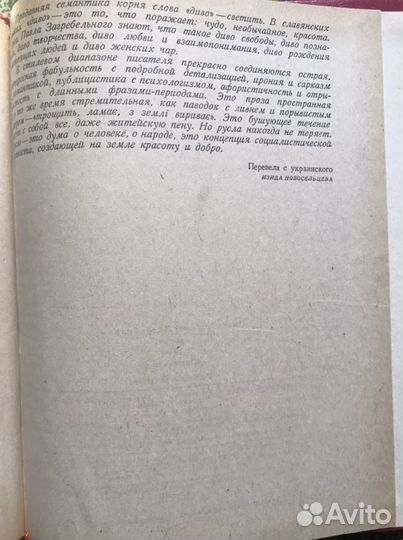 семантика корня слова «диво» — светить. В славянских
«диво» — это то, что поражает: чудо, необычайное, красота.
Павла Загребельного знают, что такое диво свободы, диво позна-
диво творчества, диво любви и взаимопонимания, диво рождения
людей и диво женских чар.
В стилевом диапазоне писателя прекрасно соединяются острая,
фабульность с подробной детализацией, ирония и сарказм
публицистика с психологизмом, афористичность и отры-
с длинными фразами-периодами. Это проза пространная
то же время стремительная, как паводок с ливнем и порывистым
«трощить, ламає, з землі вириває». Это бушующее течение
с собой все, даже житейскую пену. Но русла никогда не теряет,
это дума о человеке, о народе, это концепция социалистической
создающей на земле красоту и добро.
Перевела с украинского
ИЗИДА НОВОСЕЛЬЦЕВА
Avito